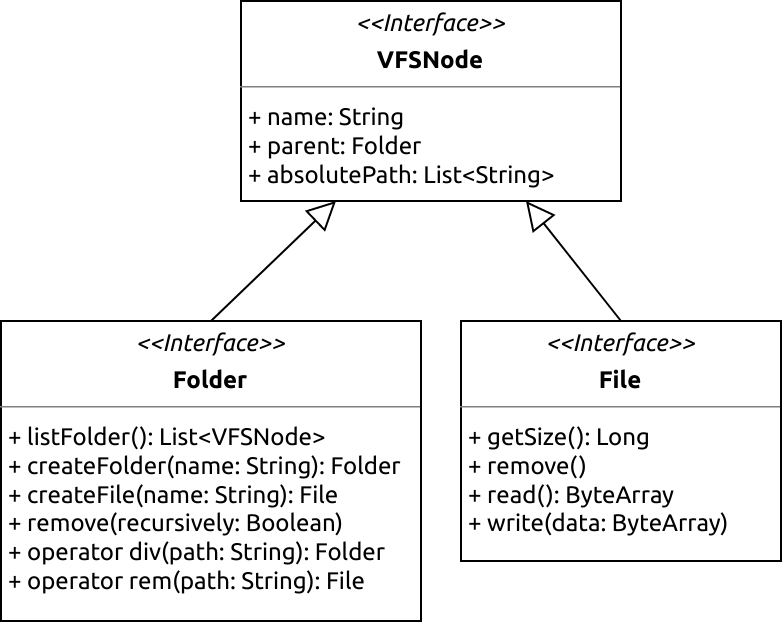 <<Interface>>
VFSNode
+ name: String
+ parent: Folder
+ absolutePath: List<String>
<<Interface>>
Folder
+ listFolder(): List<VFSNode>
+ createFolder(name: String): Folder
+ createFile(name: String): File
+ remove(recursively: Boolean)
+ operator div(path: String): Folder
+ operator rem(path: String): File
<<Interface>>
File
+ getSize(): Long
+ remove()
+ read(): ByteArray
+ write(data: ByteArray)